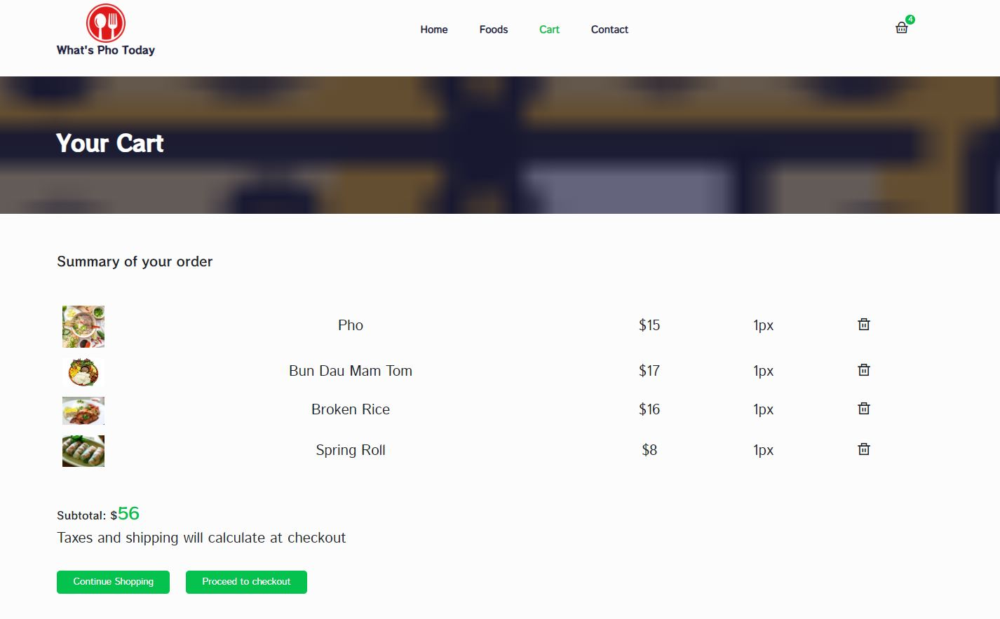 What's Pho Today
Home Foods Cart Contact
4
Your Cart
Summary of your order
Pho $15 1px
Bun Dau Mam Tom $17 1px
Broken Rice $16 1px
Spring Roll $8 1px
Subtotal: $56
Taxes and shipping will calculate at checkout
Continue Shopping Proceed to checkout